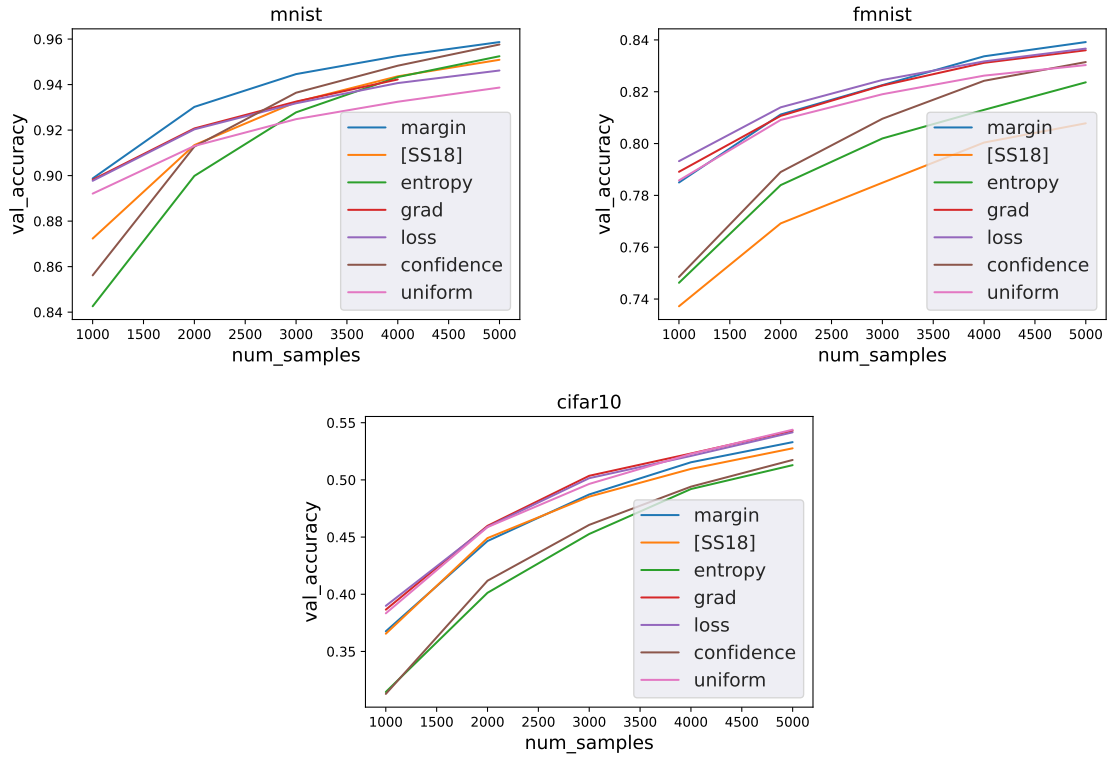 mnist
val_accuracy
0.96
0.94
0.92
0.90
0.88
0.86
0.84
margin
[SS18]
entropy
grad
loss
confidence
uniform
1000 1500 2000 2500 3000 3500 4000 4500 5000
num_samples
fmnist
val_accuracy
0.84
0.82
0.80
0.78
0.76
0.74
margin
[SS18]
entropy
grad
loss
confidence
uniform
1000 1500 2000 2500 3000 3500 4000 4500 5000
num_samples
cifar10
val_accuracy
0.55
0.50
0.45
0.40
0.35
margin
[SS18]
entropy
grad
loss
confidence
uniform
1000 1500 2000 2500 3000 3500 4000 4500 5000
num_samples